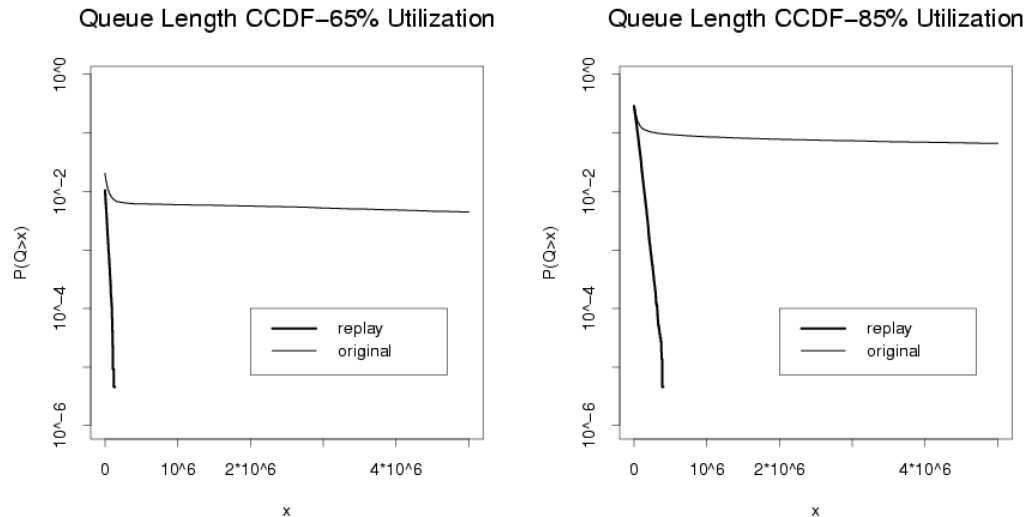 Queue Length CCDF−65% Utilization
P(Q>x)
10^0
10^−2
10^−4
10^−6
replay
original
0 10^6 2*10^6 4*10^6
x
Queue Length CCDF−85% Utilization
P(Q>x)
10^0
10^−2
10^−4
10^−6
replay
original
0 10^6 2*10^6 4*10^6
x